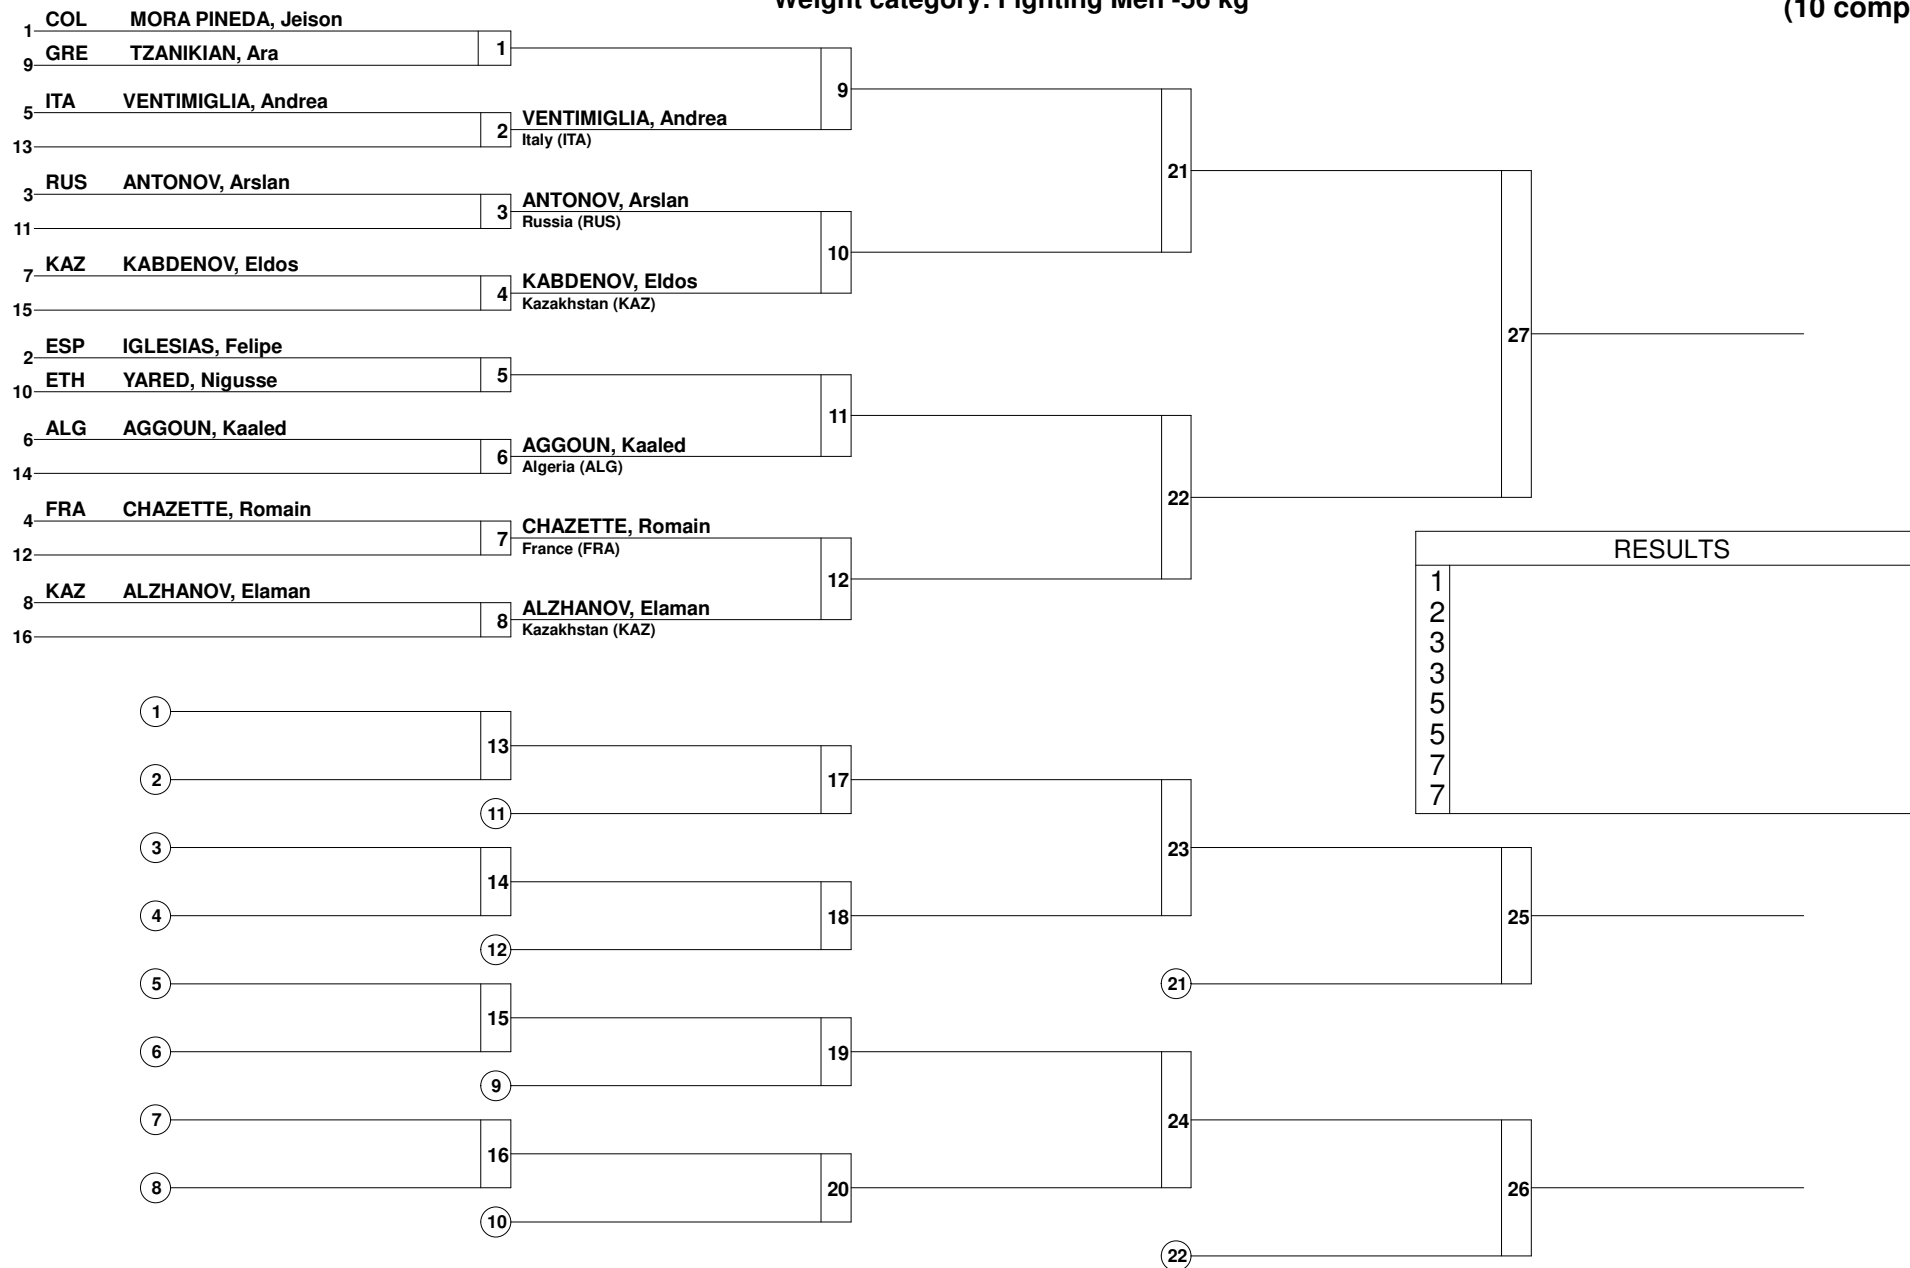 Weight category: Fighting Men -56 kg
(10 comp
1 COL MORA PINEDA, Jeison
9 GRE TZANIKIAN, Ara
1
5 ITA VENTIMIGLIA, Andrea
13
2 VENTIMIGLIA, Andrea
Italy (ITA)
9
3 RUS ANTONOV, Arslan
11
3 ANTONOV, Arslan
Russia (RUS)
7 KAZ KABDENOV, Eldos
15
4 KABDENOV, Eldos
Kazakhstan (KAZ)
10
21
2 ESP IGLESIAS, Felipe
10 ETH YARED, Nigusse
5
6 ALG AGGOUN, Kaaled
14
6 AGGOUN, Kaaled
Algeria (ALG)
11
4 FRA CHAZETTE, Romain
12
7 CHAZETTE, Romain
France (FRA)
8 KAZ ALZHANOV, Elaman
16
8 ALZHANOV, Elaman
Kazakhstan (KAZ)
12
22
27
RESULTS
1
2
3
3
5
5
7
7
1
2
13
11
17
3
4
14
12
18
23
21
25
5
6
15
9
19
7
8
16
10
20
24
22
26